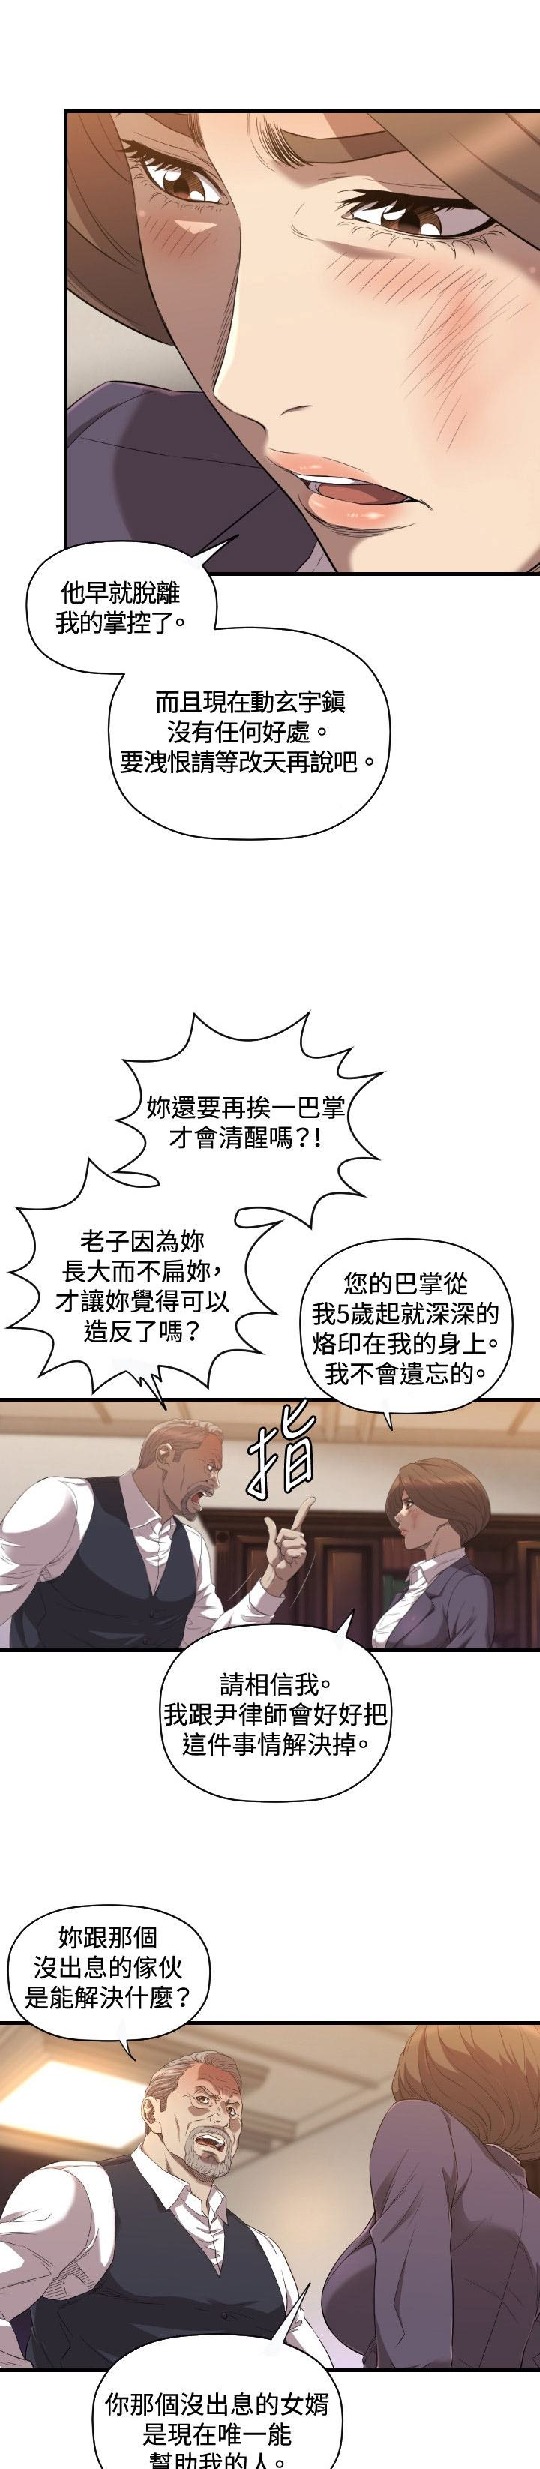 他早就脫離
我的掌控了。
而且現在動玄宇鎭
沒有任何好處。
要洩恨請等改天再說吧。
妳還要再挨一巴掌
才會清醒嗎?!
老子因為妳
長大而不扁妳,
才讓妳覺得可以
造反了嗎?
您的巴掌從
我5歲起就深深的
烙印在我的身上。
我不會遺忘的。
指
請相信我。
我跟尹律師會好好把
這件事情解決掉。
妳跟那個
沒出息的傢伙
是能解決什麼?
你那個沒出息的女婿
是現在唯一能
幫助我的人。